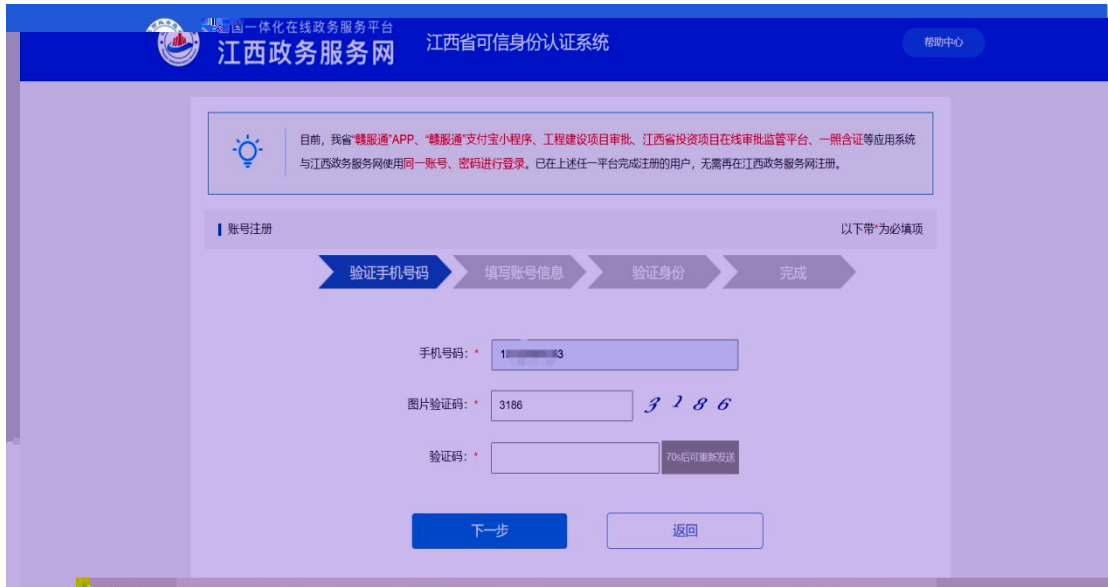 国一体化在线政务服务平台
江西政务服务网
江西省可信身份认证系统
帮助中心
目前，我省“赣服通”APP、“赣服通”支付宝小程序、工程建设项目审批、江西省投资项目在线审批监管平台、一照含证等应用系统
与江西政务服务网使用同一账号、密码进行登录。已在上述任一平台完成注册的用户，无需再在江西政务服务网注册。
账号注册
以下带*为必填项
验证手机号码
填写账号信息
验证身份
完成
手机号码：*
图片验证码：* 3186 3186
验证码：* 70s后可重新发送
下一步
返回